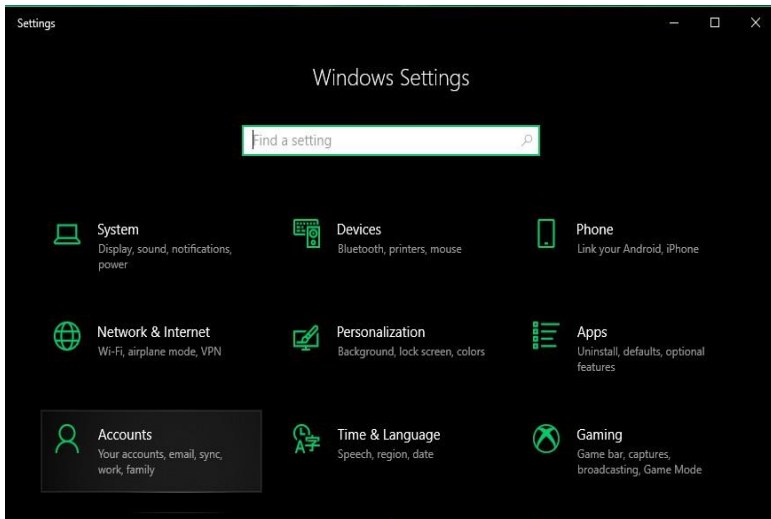 Settings
Windows Settings
Find a setting
System
Display, sound, notifications,
power
Devices
Bluetooth, printers, mouse
Phone
Link your Android, iPhone
Network & Internet
Wi-Fi, airplane mode, VPN
Personalization
Background, lock screen, colors
Apps
Uninstall, defaults, optional
features
Accounts
Your accounts, email, sync,
work, family
Time & Language
Speech, region, date
Gaming
Game bar, captures,
broadcasting, Game Mode